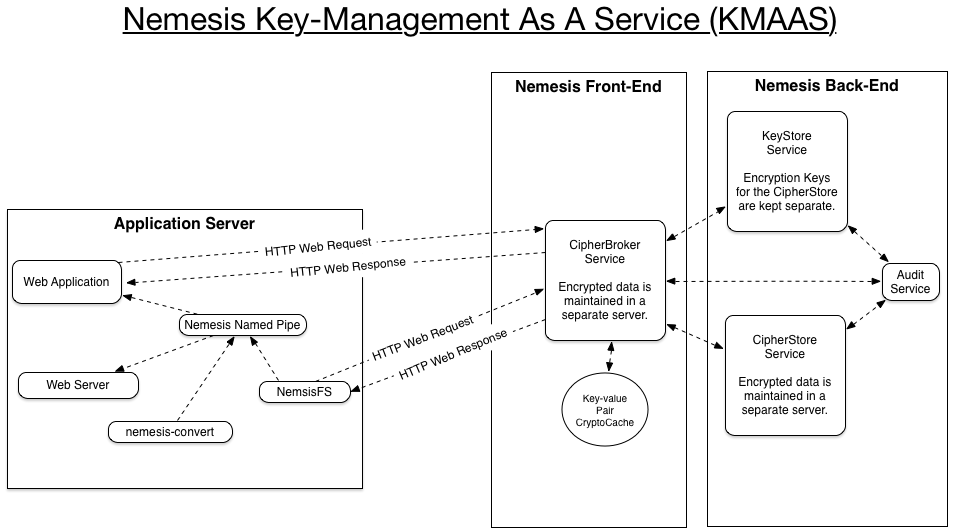 Nemesis Key-Management As A Service (KMAAS)
Nemesis Front-End
Nemesis Back-End
KeyStore
Service
Encryption Keys
for the CipherStore
are kept separate.
Application Server
HTTP Web Request
HTTP Web Response
Web Application
CipherBroker
Service
Encrypted data is
maintained in a
separate server.
Audit
Service
Nemesis Named Pipe
HTTP Web Request
HTTP Web Response
Web Server
NemsisFS
nemesis-convert
Key-value
Pair
CryptoCache
CipherStore
Service
Encrypted data is
maintained in a
separate server.